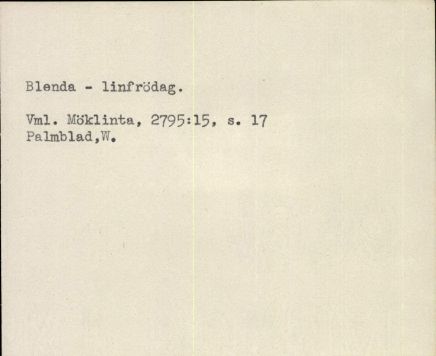 Blenda - linfrödag.
Vml. Möklinta, 2795:15, s. 17
Palmblad,W.